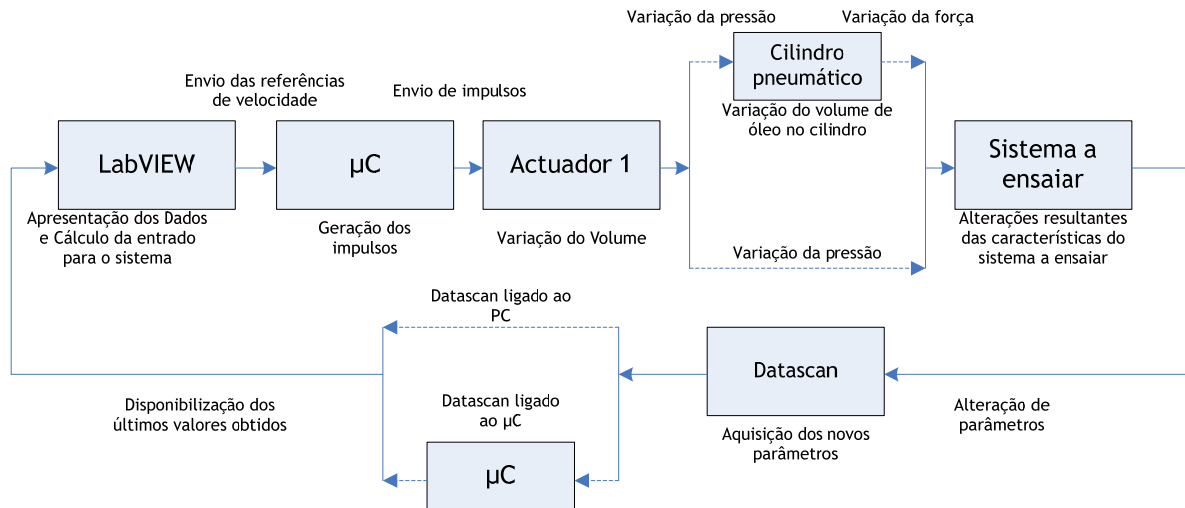 Variação da pressão
Variação da força
Cilindro
pneumático
Variação do volume de
óleo no cilindro
Envio das referências
de velocidade
Envio de impulsos
LabVIEW
µC
Actuador 1
Sistema a
ensaiar
Apresentação dos Dados
e Cálculo da entrado
para o sistema
Geração dos
impulsos
Variação do Volume
Variação da pressão
Alterações resultantes
das característicals do
sistema a ensaiar
Datascan ligado ao
PC
Datascan
Disponibilização dos
últimos valores obtidos
Datascan ligado
ao µC
Aquisição dos novos
parâmetros
Alteração de
parâmetros
µC